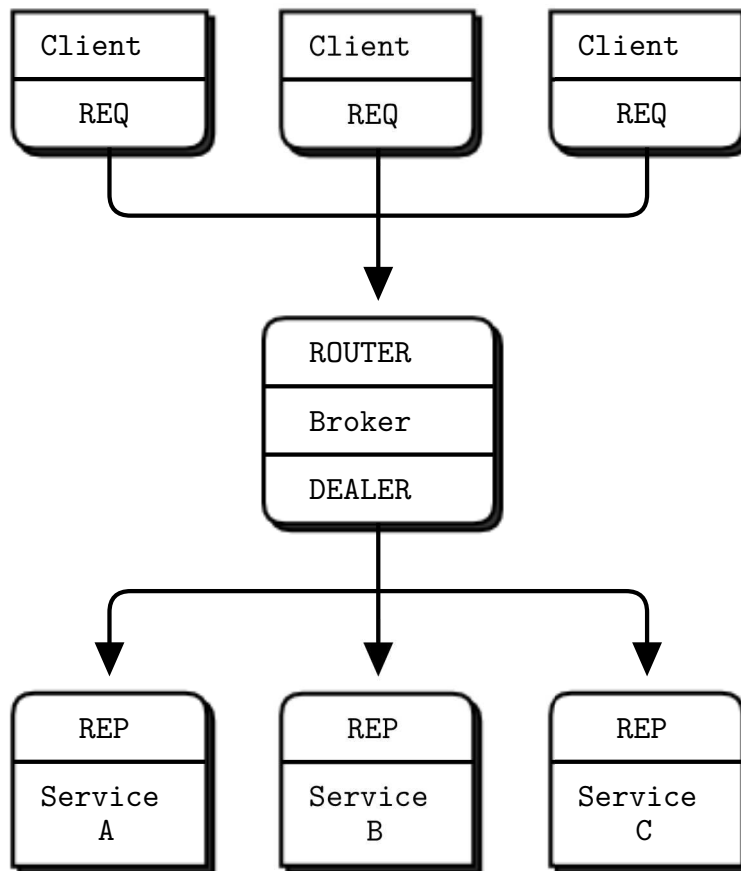 Client Client Client
REQ REQ REQ
ROUTER
Broker
DEALER
REP REP REP
Service Service Service
A B C